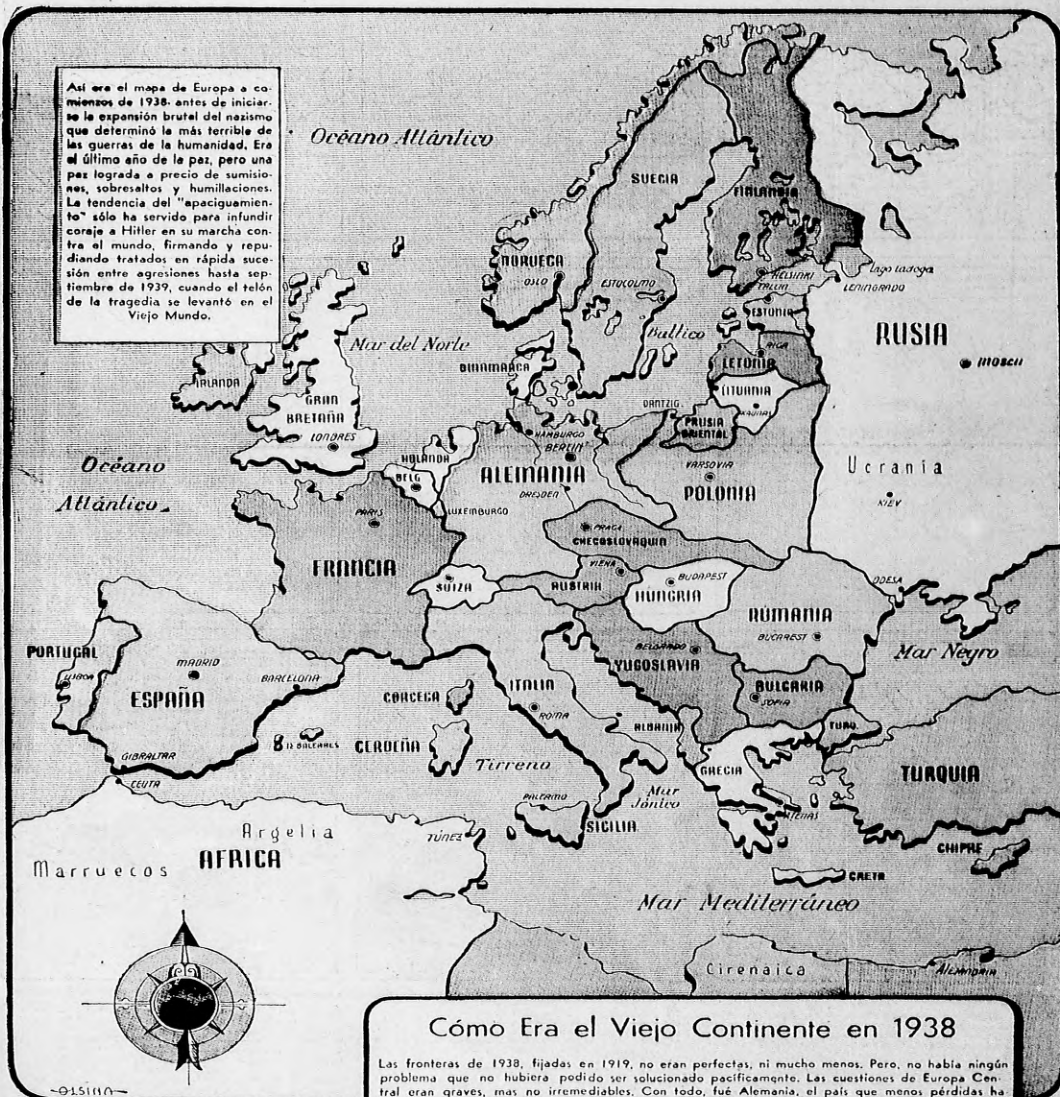 Así era el mapa de Europa a co-
mienzos de 1938, antes de iniciar-
se la expansión brutal del nazismo
que determinó la más terrible de
las guerras de la humanidad. Era
el último año de la paz, pero una
paz lograda a precio de sumisio-
nes, sobresaltos y humillaciones.
La tendencia del "apaciguamien-
to" sólo ha servido para infundir
coraje a Hitler en su marcha con-
tra el mundo, firmando y repu-
diando tratados en rápida suce-
sión entre agresiones hasta sep-
tiembre de 1939, cuando el telón
de la tragedia se levantó en el
Viejo Mundo.
Océano Atlántico
SUECIA
FINLANDIA
NORUEGA
OSLO
ESTOCOLMO
HELSINKI
TALLIN
Lago Ladoga
LENINGRADO
ESTONIA
RUSIA
MOSCU
Mar del Norte
Baltico
RIGA
LETONIA
DINAMARCA
IRLANDA
GRAN
BRETAÑA
LONDRES
LITUANIA
KAUNAS
DANTZIG
PRUSIA
ORIENTAL
HAMBURGO
BERLIN
HOLANDA
BELG
ALEMANIA
DRESDEN
VARSOVIA
POLONIA
Ucrania
KIEV
Océano
Atlántico
LUXEMBURGO
PARIS
FRANCIA
PRAGA
CHECOSLOVAQUIA
VIENA
AUSTRIA
SUIZA
BUDAPEST
HUNGRIA
ODESA
RUMANIA
BUCAREST
Mar Negro
BELGRADO
YUGOSLAVIA
BULGARIA
SOFIA
PORTUGAL
LISBOA
MADRID
ESPAÑA
BARCELONA
CORCEGA
ITALIA
ROMA
ALBANIA
TURQ.
Is BALEARES
CERDEÑA
Tirreno
GIBRALTAR
CEUTA
GRECIA
ATENAS
TURQUIA
PALERMO
SICILIA
Mar
Jónico
CHIPRE
CRETA
TÚNEZ
Argelia
Marruecos
AFRICA
Mar Mediterráneo
Cirenaica
ALEJANDRIA
Cómo Era el Viejo Continente en 1938
Las fronteras de 1938, fijadas en 1919, no eran perfectas, ni mucho menos. Pero, no había ningún
problema que no hubiera podido ser solucionado pacíficamente. Las cuestiones de Europa Cen-
tral eran graves, mas no irremediables. Con todo, fué Alemania, el país que menos pérdidas ha-